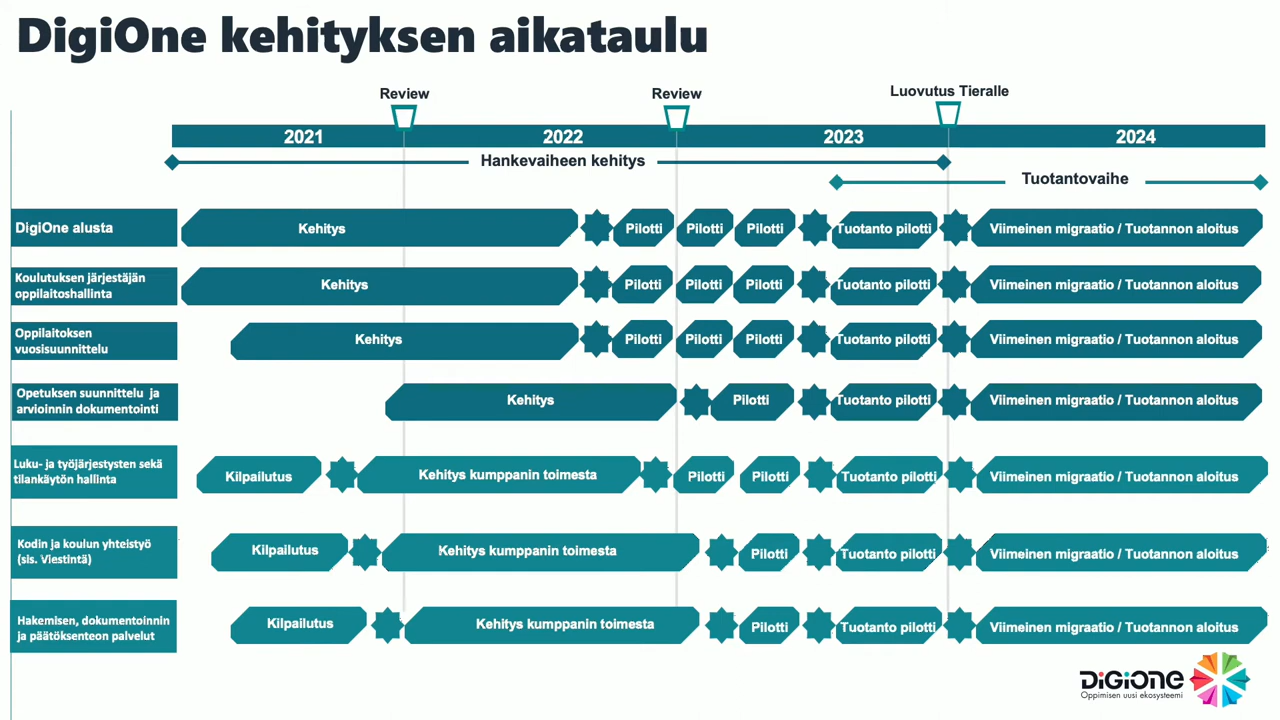 DigiOne kehityksen aikataulu
Review
Review
Luovutus Tieralle
2021
2022
2023
2024
Hankevaiheen kehitys
Tuotantovaihe
DigiOne alusta
Kehitys
Pilotti
Pilotti
Pilotti
Tuotanto pilotti
Viimeinen migraatio / Tuotannon aloitus
Koulutuksen järjestäjän
oppilaitoshallinta
Kehitys
Pilotti
Pilotti
Pilotti
Tuotanto pilotti
Viimeinen migraatio / Tuotannon aloitus
Oppilaitoksen
vuosisuunnittelu
Kehitys
Pilotti
Pilotti
Pilotti
Tuotanto pilotti
Viimeinen migraatio / Tuotannon aloitus
Opetuksen suunnittelu ja
arvioinnin dokumentointi
Kehitys
Pilotti
Tuotanto pilotti
Viimeinen migraatio / Tuotannon aloitus
Luku- ja työjärjestysten sekä
tilankäytön hallinta
Kilpailutus
Kehitys kumppanin toimesta
Pilotti
Pilotti
Tuotanto pilotti
Viimeinen migraatio / Tuotannon aloitus
Kodin ja koulun yhteistyö
(sis. Viestintä)
Kilpailutus
Kehitys kumppanin toimesta
Pilotti
Tuotanto pilotti
Viimeinen migraatio / Tuotannon aloitus
Hakemisen, dokumentoinnin
ja päätöksenteon palvelut
Kilpailutus
Kehitys kumppanin toimesta
Pilotti
Tuotanto pilotti
Viimeinen migraatio / Tuotannon aloitus
DIGIONE
Oppimisen uusi ekosysteemi